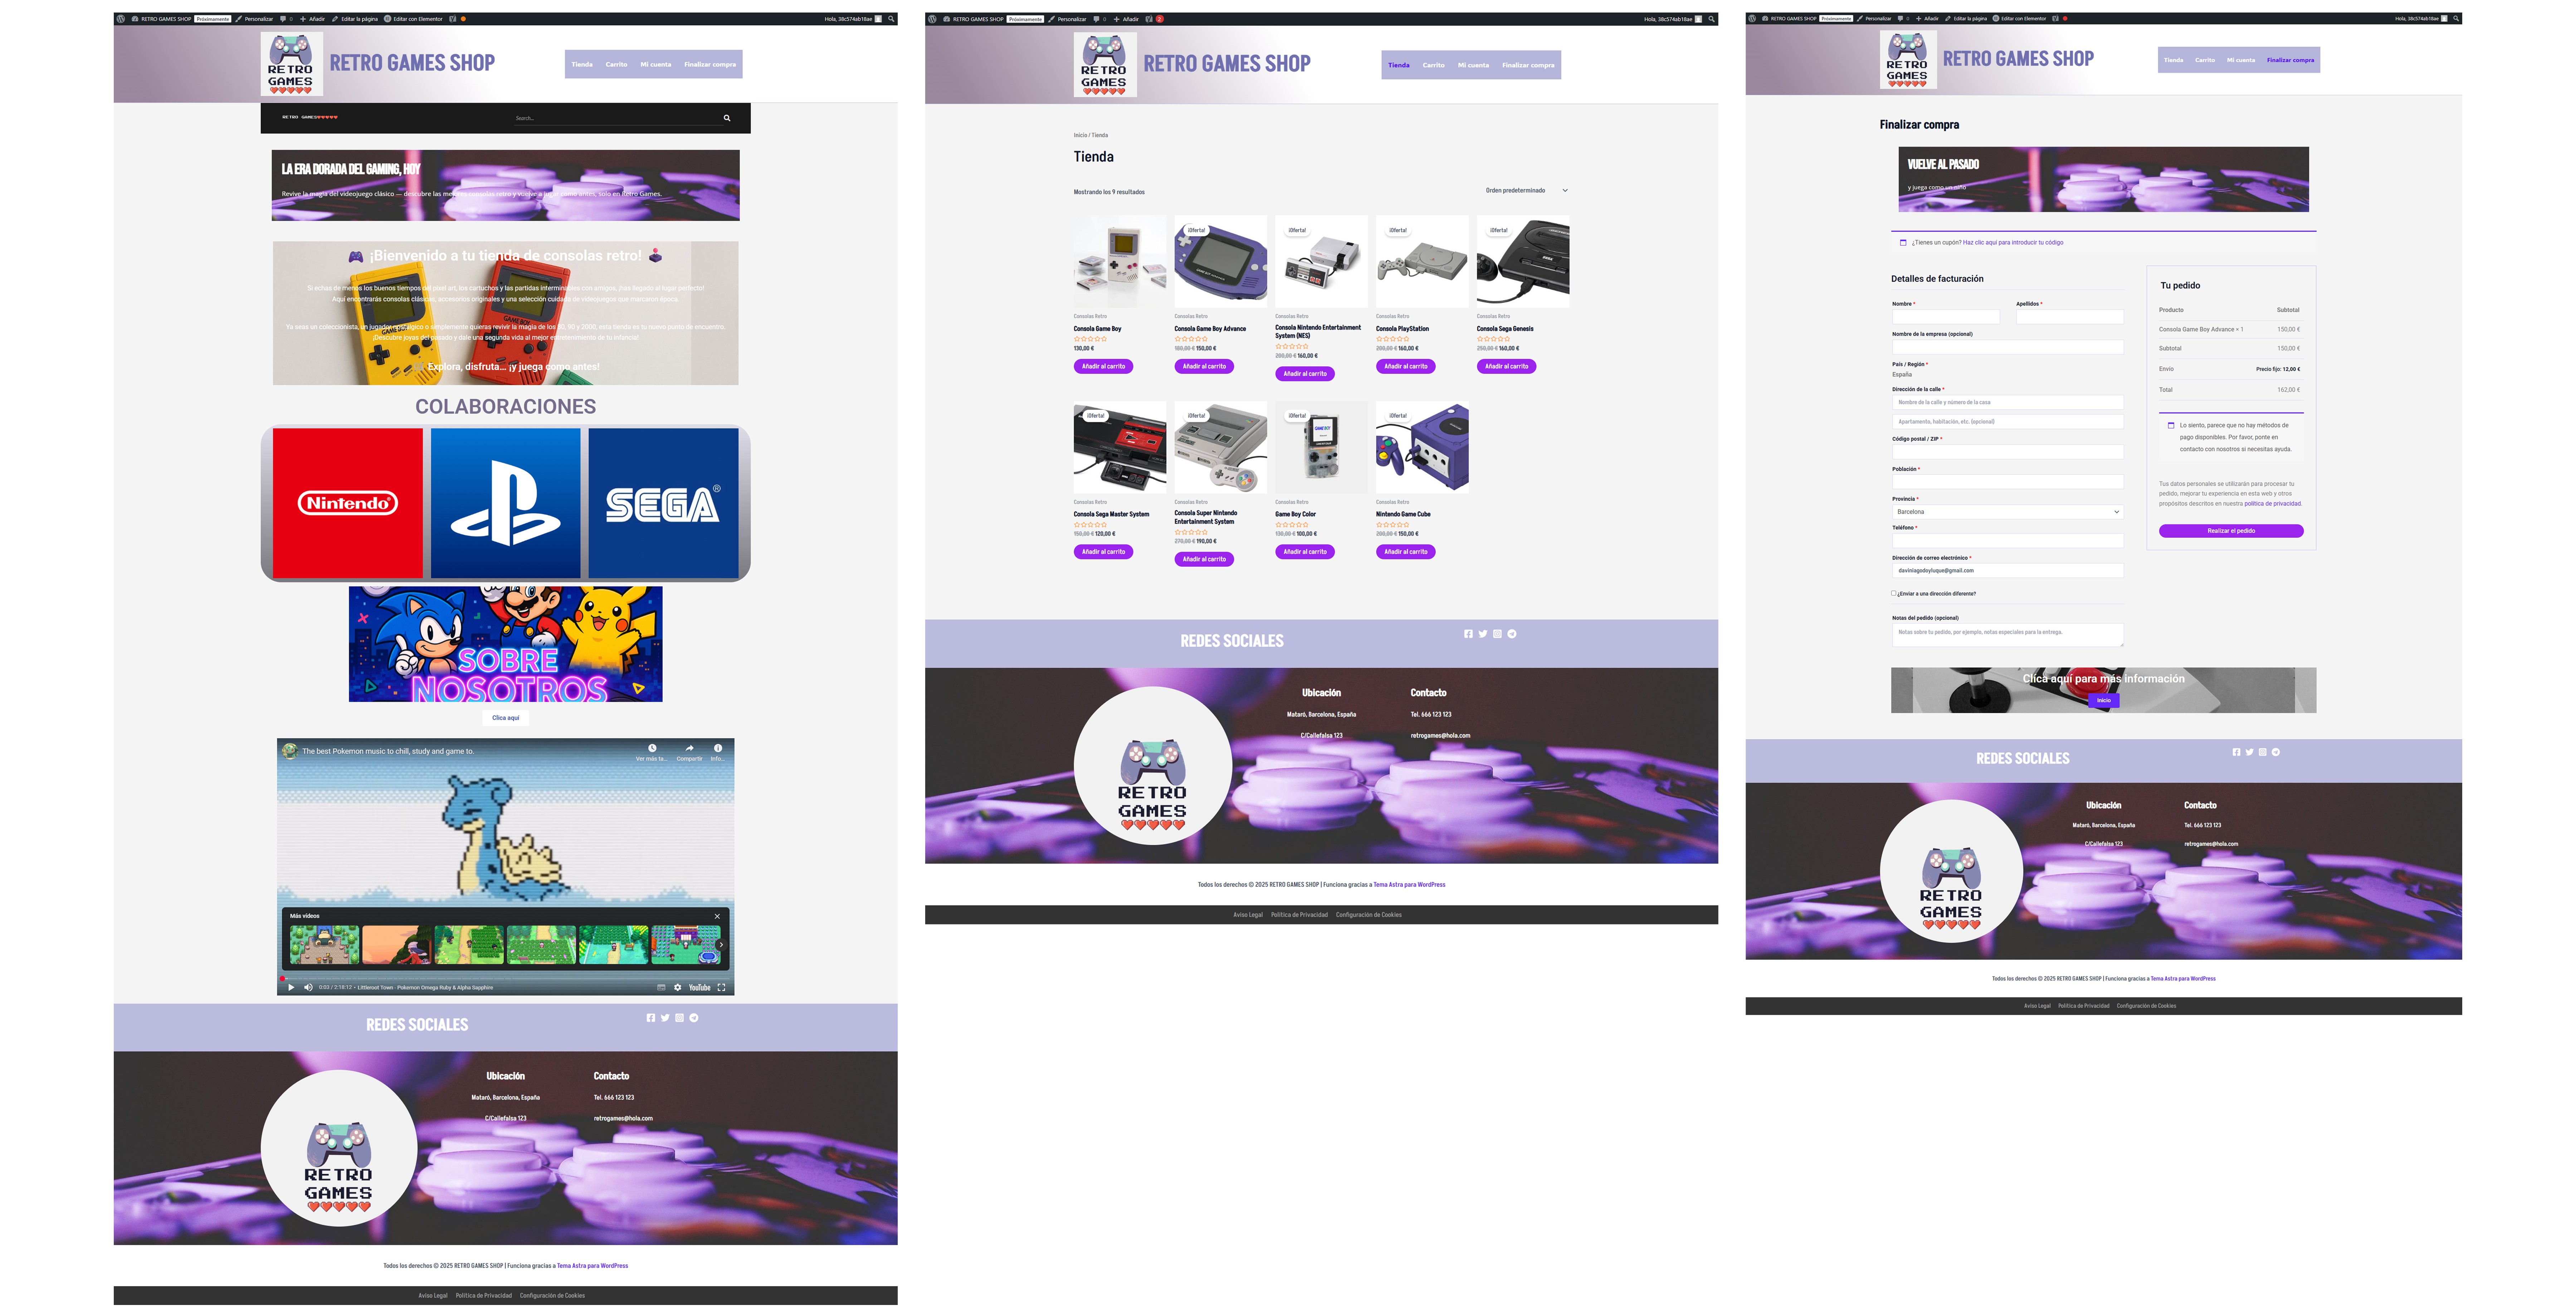 RETRO GAMES SHOP Próximamente Personalizar 0 Añadir Editar la página Editar con Elementor Hola, 38c574ab18ae
RETRO GAMES
RETRO GAMES SHOP
Tienda Carrito Mi cuenta Finalizar compra
RETRO GAMES Search...
LA ERA DORADA DEL GAMING, HOY
Revive la magia del videojuego clásico — descubre las mejores consolas retro y vuelve a jugar como antes, solo en Retro Games.
¡Bienvenido a tu tienda de consolas retro!
Si echas de menos los buenos tiempos del pixel art, los cartuchos y las partidas interminables con amigos, ¡has llegado al lugar perfecto!
Aquí encontrarás consolas clásicas, accesorios originales y una selección cuidada de videojuegos que marcaron época.
Ya seas un coleccionista, un jugador nostálgico o simplemente quieras revivir la magia de los 80, 90 y 2000, esta tienda es tu nuevo punto de encuentro.
¡Descubre joyas del pasado y dale una segunda vida al mejor entretenimiento de tu infancia!
Explora, disfruta... ¡y juega como antes!
COLABORACIONES
Nintendo
SEGA
SOBRE
NOSOTROS
Clica aquí
The best Pokemon music to chill, study and game to.
Ver más ta... Compartir Info...
GAME BOY
GAME BOY
Más vídeos
0:03 / 2:18:12 • Littleroot Town - Pokemon Omega Ruby & Alpha Sapphire YouTube
REDES SOCIALES
RETRO
GAMES
Ubicación Contacto
Mataró, Barcelona, España Tel. 666 123 123
C/Callefalsa 123 retrogames@hola.com
Todos los derechos © 2025 RETRO GAMES SHOP | Funciona gracias a Tema Astra para WordPress
Aviso Legal Política de Privacidad Configuración de Cookies
RETRO GAMES SHOP Próximamente Personalizar 0 Añadir 2 Hola, 38c574ab18ae
RETRO GAMES
RETRO GAMES SHOP
Tienda Carrito Mi cuenta Finalizar compra
Inicio / Tienda
Tienda
Mostrando los 9 resultados Orden predeterminado
¡Oferta! ¡Oferta! ¡Oferta! ¡Oferta!
Consolas Retro Consolas Retro Consolas Retro Consolas Retro Consolas Retro
Consola Game Boy Consola Game Boy Advance Consola Nintendo Entertainment System (NES) Consola PlayStation Consola Sega Genesis
130,00 € 180,00 € 150,00 € 200,00 € 160,00 € 200,00 € 160,00 € 250,00 € 160,00 €
Añadir al carrito Añadir al carrito Añadir al carrito Añadir al carrito Añadir al carrito
¡Oferta! ¡Oferta! ¡Oferta! ¡Oferta!
GAME BOY
Consolas Retro Consolas Retro Consolas Retro Consolas Retro
Consola Sega Master System Consola Super Nintendo Entertainment System Game Boy Color Nintendo Game Cube
150,00 € 120,00 € 270,00 € 190,00 € 130,00 € 100,00 € 200,00 € 150,00 €
Añadir al carrito Añadir al carrito Añadir al carrito Añadir al carrito
REDES SOCIALES
RETRO
GAMES
Ubicación Contacto
Mataró, Barcelona, España Tel. 666 123 123
C/Callefalsa 123 retrogames@hola.com
Todos los derechos © 2025 RETRO GAMES SHOP | Funciona gracias a Tema Astra para WordPress
Aviso Legal Política de Privacidad Configuración de Cookies
RETRO GAMES SHOP Próximamente Personalizar 0 Añadir Editar la página Editar con Elementor Hola, 38c574ab18ae
RETRO GAMES
RETRO GAMES SHOP
Tienda Carrito Mi cuenta Finalizar compra
Finalizar compra
VUELVE AL PASADO
y juega como un niño
¿Tienes un cupón? Haz clic aquí para introducir tu código
Detalles de facturación
Nombre * Apellidos *
Nombre de la empresa (opcional)
País / Región *
España
Dirección de la calle *
Nombre de la calle y número de la casa
Apartamento, habitación, etc. (opcional)
Código postal / ZIP *
Población *
Provincia *
Barcelona
Teléfono *
Dirección de correo electrónico *
daviniagodoyluque@gmail.com
¿Enviar a una dirección diferente?
Notas del pedido (opcional)
Notas sobre tu pedido, por ejemplo, notas especiales para la entrega.
Tu pedido
Producto Subtotal
Consola Game Boy Advance × 1 150,00 €
Subtotal 150,00 €
Envío Precio fijo: 12,00 €
Total 162,00 €
Lo siento, parece que no hay métodos de
pago disponibles. Por favor, ponte en
contacto con nosotros si necesitas ayuda.
Tus datos personales se utilizarán para procesar tu
pedido, mejorar tu experiencia en esta web y otros
propósitos descritos en nuestra política de privacidad.
Realizar el pedido
Clica aquí para más información
Inicio
REDES SOCIALES
RETRO
GAMES
Ubicación Contacto
Mataró, Barcelona, España Tel. 666 123 123
C/Callefalsa 123 retrogames@hola.com
Todos los derechos © 2025 RETRO GAMES SHOP | Funciona gracias a Tema Astra para WordPress
Aviso Legal Política de Privacidad Configuración de Cookies